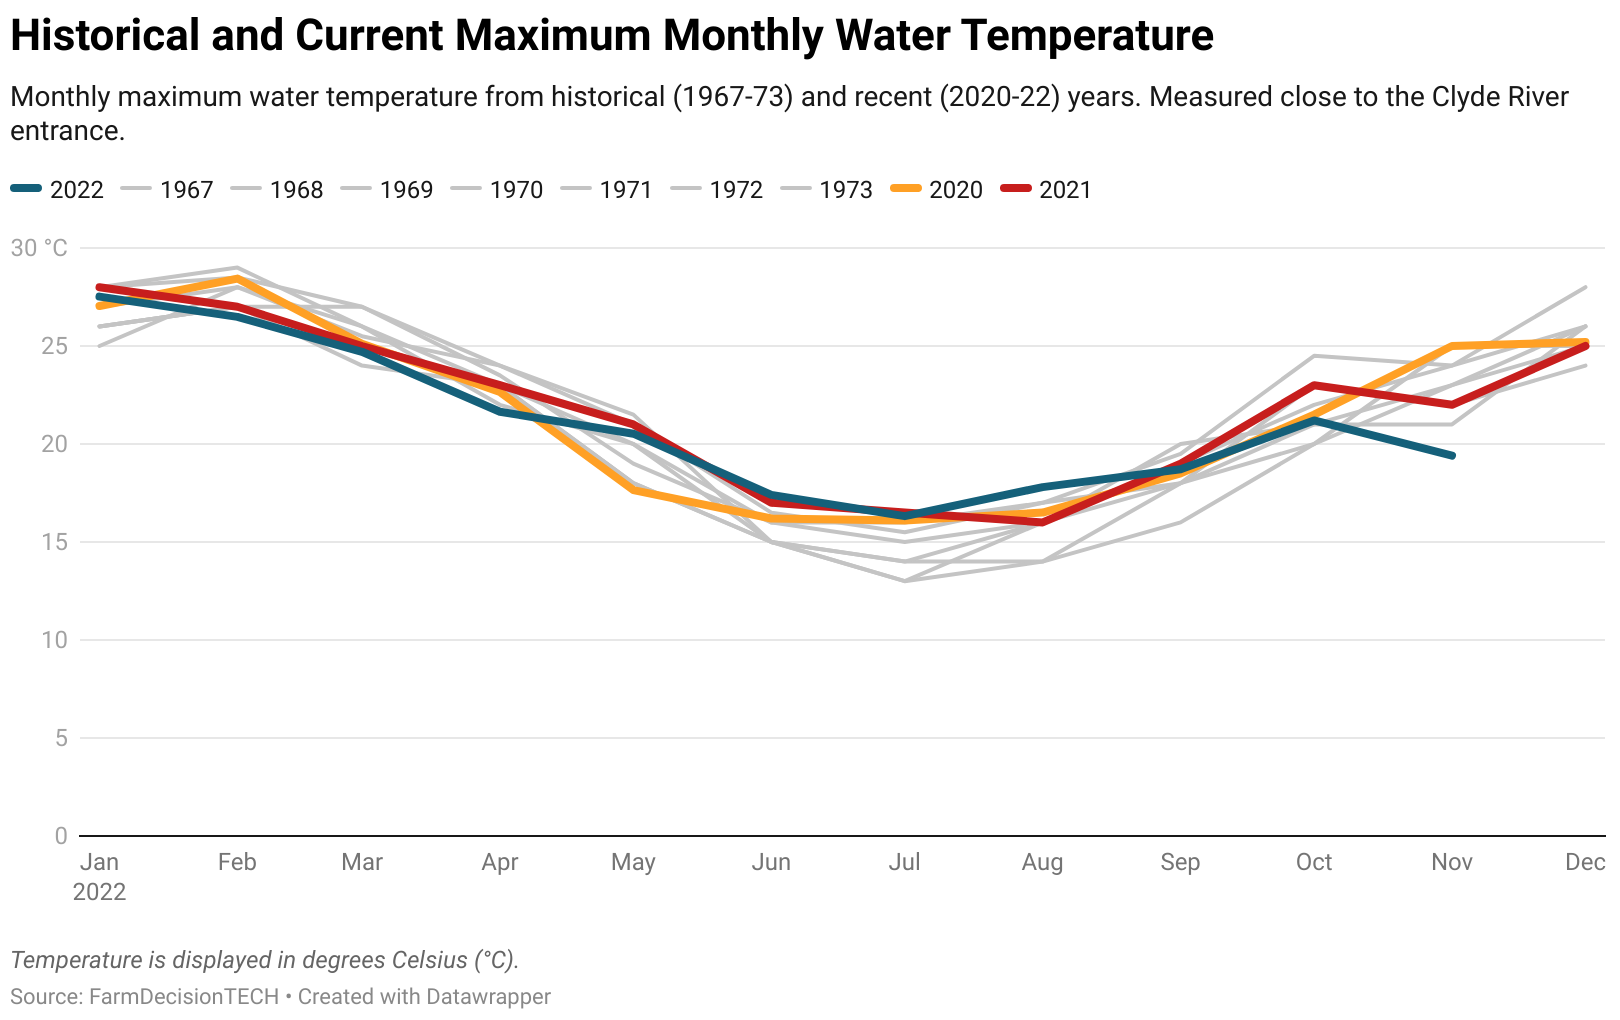 Historical and Current Maximum Monthly Water Temperature
Monthly maximum water temperature from historical (1967-73) and recent (2020-22) years. Measured close to the Clyde River
entrance.
2022 1967 1968 1969 1970 1971 1972 1973 2020 2021
30 °C
25
20
15
10
5
0
Jan Feb Mar Apr May Jun Jul Aug Sep Oct Nov Dec
2022
Temperature is displayed in degrees Celsius (°C).
Source: FarmDecisionTECH • Created with Datawrapper